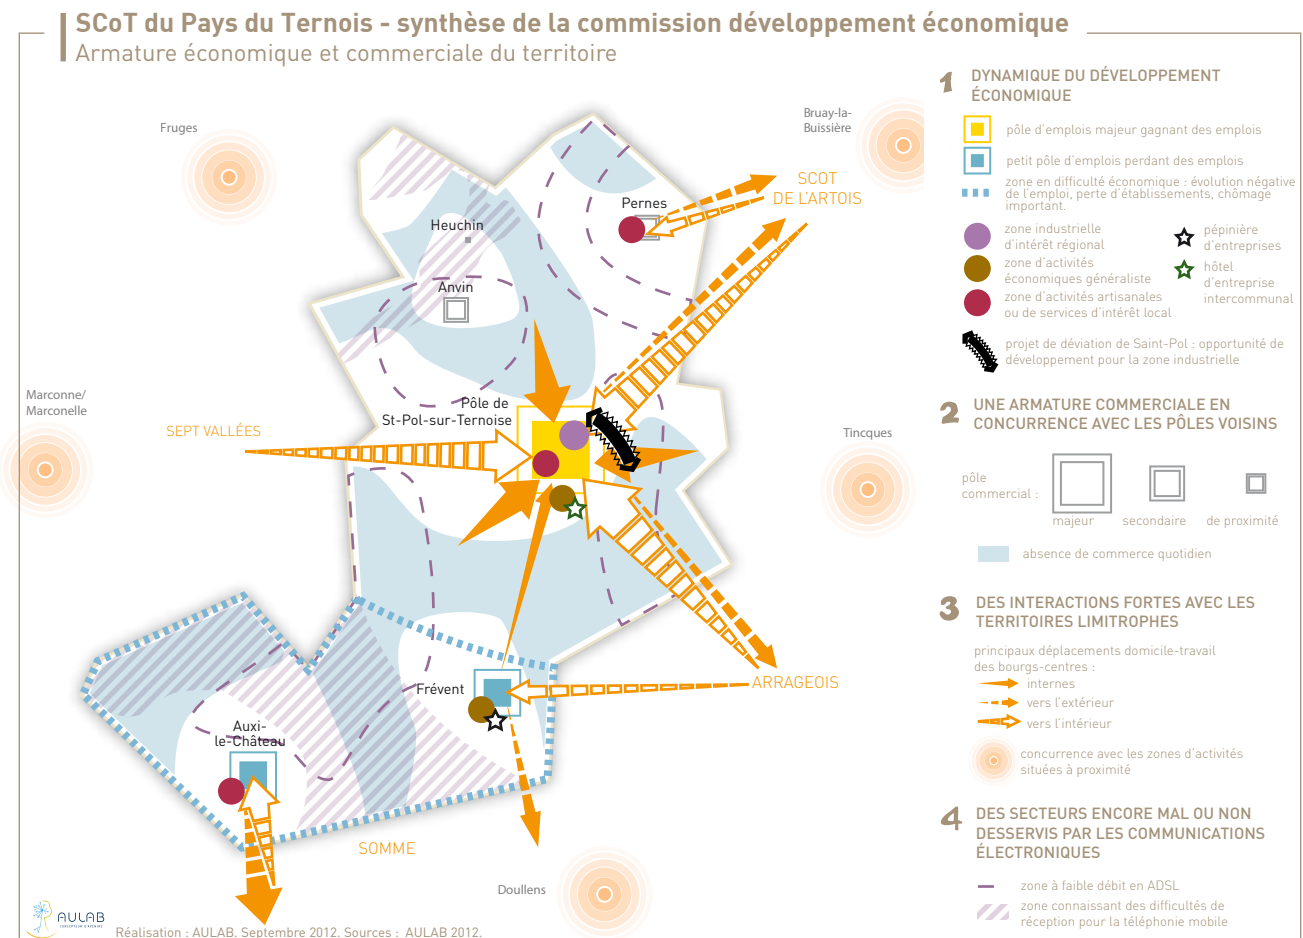 SCoT du Pays du Ternois - synthèse de la commission développement économique
Armature économique et commerciale du territoire
Fruges
Bruay-la-
Buissière
SCOT
DE L'ARTOIS
Pernes
Heuchin
Anvin
Marconne/
Marconelle
SEPT VALLÉES
Pôle de
St-Pol-sur-Ternoise
Tincques
Frévent
ARRAGEOIS
Auxi-
le-Château
SOMME
Doullens
1 DYNAMIQUE DU DÉVELOPPEMENT
ÉCONOMIQUE
pôle d'emplois majeur gagnant des emplois
petit pôle d'emplois perdant des emplois
zone en difficulté économique : évolution négative
de l'emploi, perte d'établissements, chômage
important.
zone industrielle
d'intérêt régional
zone d'activités
économiques généraliste
zone d'activités artisanales
ou de services d'intérêt local
pépinière
d'entreprises
hôtel
d'entreprise
intercommunal
projet de déviation de Saint-Pol : opportunité de
développement pour la zone industrielle
2 UNE ARMATURE COMMERCIALE EN
CONCURRENCE AVEC LES PÔLES VOISINS
pôle
commercial :
majeur secondaire de proximité
absence de commerce quotidien
3 DES INTERACTIONS FORTES AVEC LES
TERRITOIRES LIMITROPHES
principaux déplacements domicile-travail
des bourgs-centres :
internes
vers l'extérieur
vers l'intérieur
concurrence avec les zones d'activités
situées à proximité
4 DES SECTEURS ENCORE MAL OU NON
DESSERVIS PAR LES COMMUNICATIONS
ÉLECTRONIQUES
zone à faible débit en ADSL
zone connaissant des difficultés de
réception pour la téléphonie mobile
AULAB
Réalisation : AULAB. Septembre 2012. Sources : AULAB 2012.